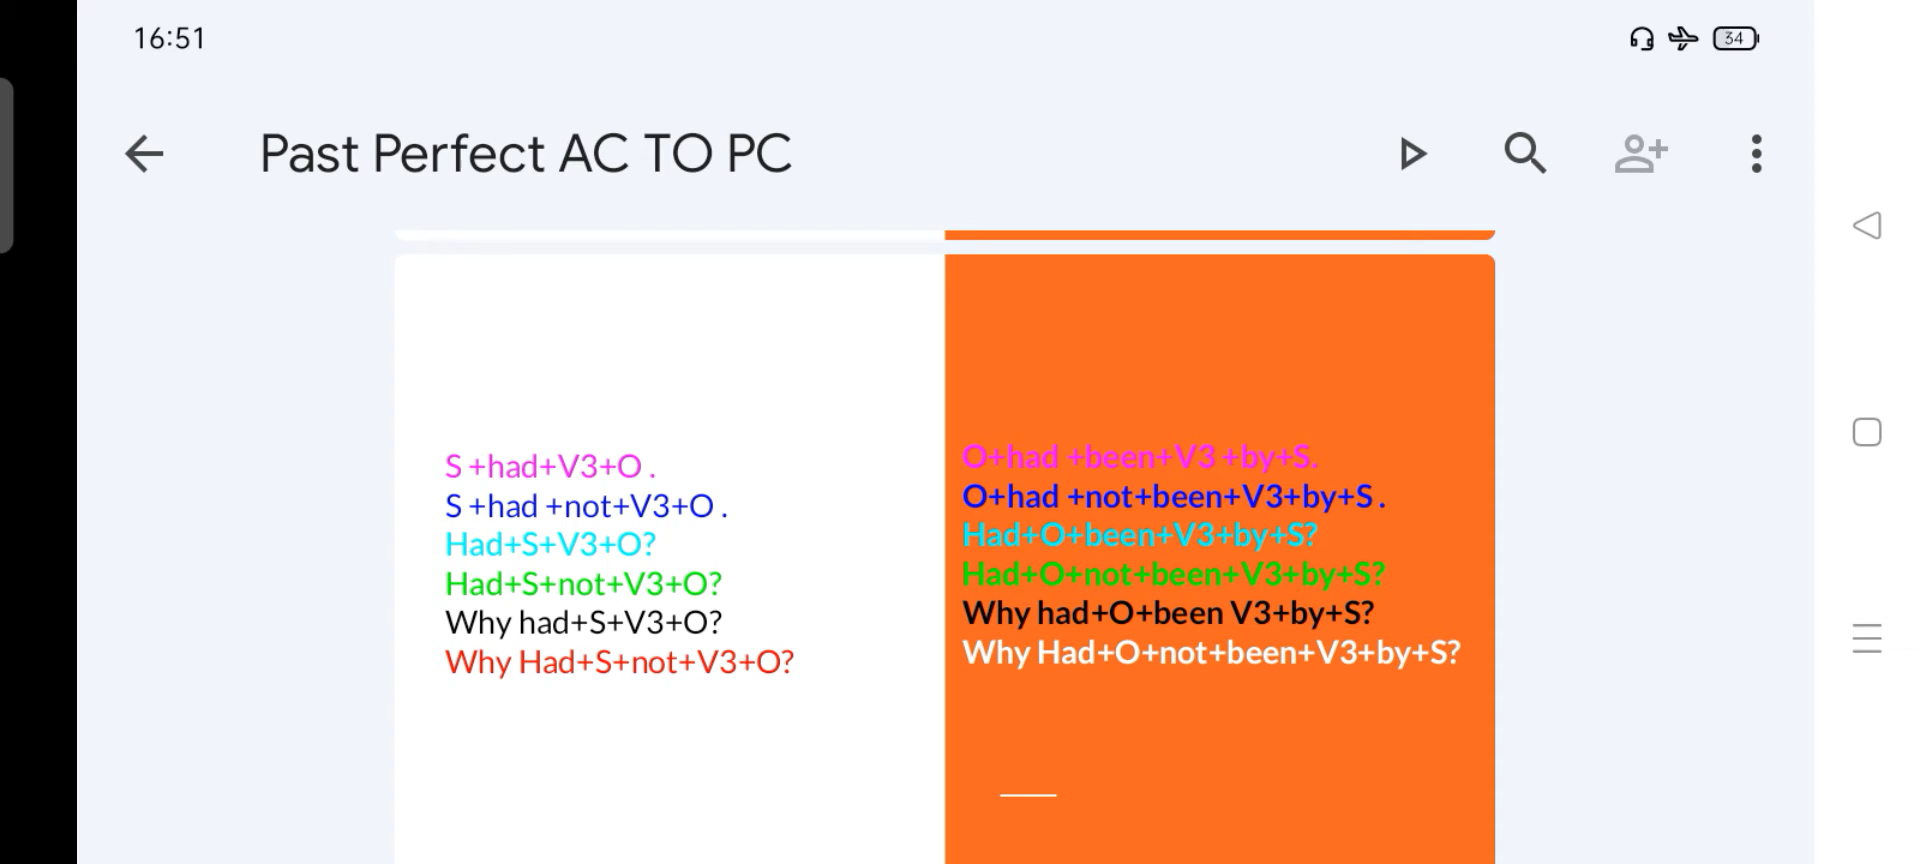 16:51
34
Past Perfect AC TO PC
S +had+V3+O .
S +had +not+V3+O .
Had+S+V3+O?
Had+S+not+V3+O?
Why had+S+V3+O?
Why Had+S+not+V3+O?
O+had +been+V3 +by+S.
O+had +not+been+V3+by+S .
Had+O+been+V3+by+S?
Had+O+not+been+V3+by+S?
Why had+O+been V3+by+S?
Why Had+O+not+been+V3+by+S?